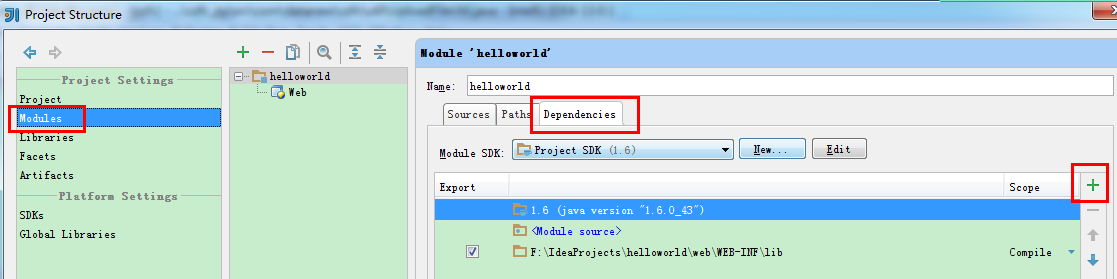 Project Structure
Project Settings
Project
Modules
Libraries
Facets
Artifacts
Platform Settings
SDKs
Global Libraries
helloworld
Web
Module 'helloworld'
Name: helloworld
Sources Paths Dependencies
Module SDK: Project SDK (1.6) New... Edit
Export Scope
1.6 (java version "1.6.0_43")
<Module source>
F:\IdeaProjects\helloworld\web\WEB-INF\lib Compile